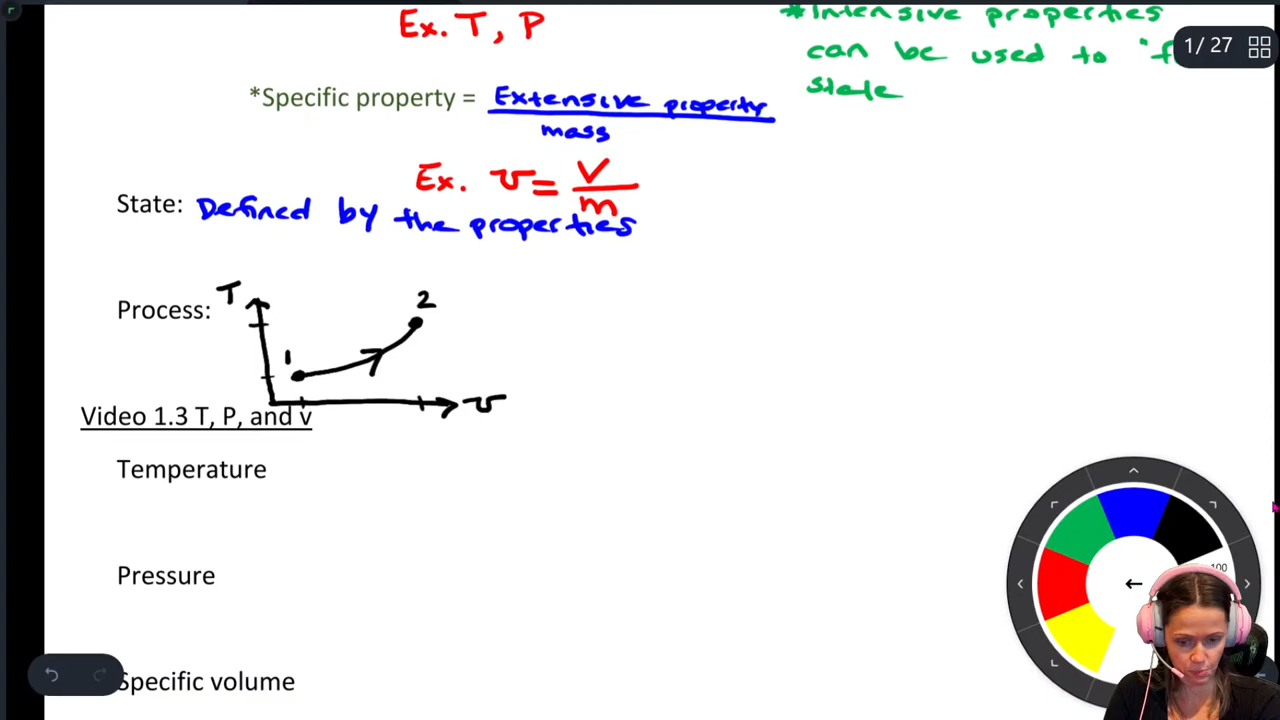 Ex. T, P
*Intensive properties
can be used to "f
state
1/ 27
*Specific property = Extensive property
mass
Ex. v = V
m
State: Defined by the properties
Process:
T
2
1
v
Video 1.3 T, P, and v
Temperature
Pressure
100
Specific volume